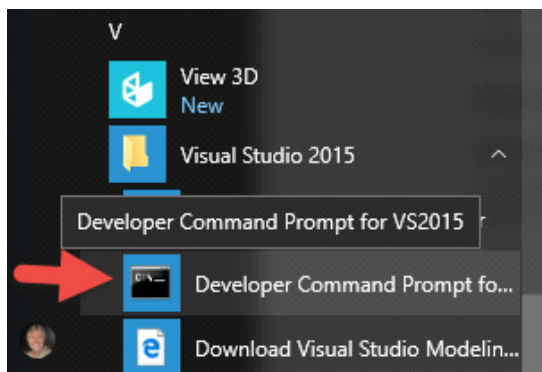 V
View 3D
New
Visual Studio 2015
Developer Command Prompt for VS2015
Developer Command Prompt fo...
Download Visual Studio Modelin...